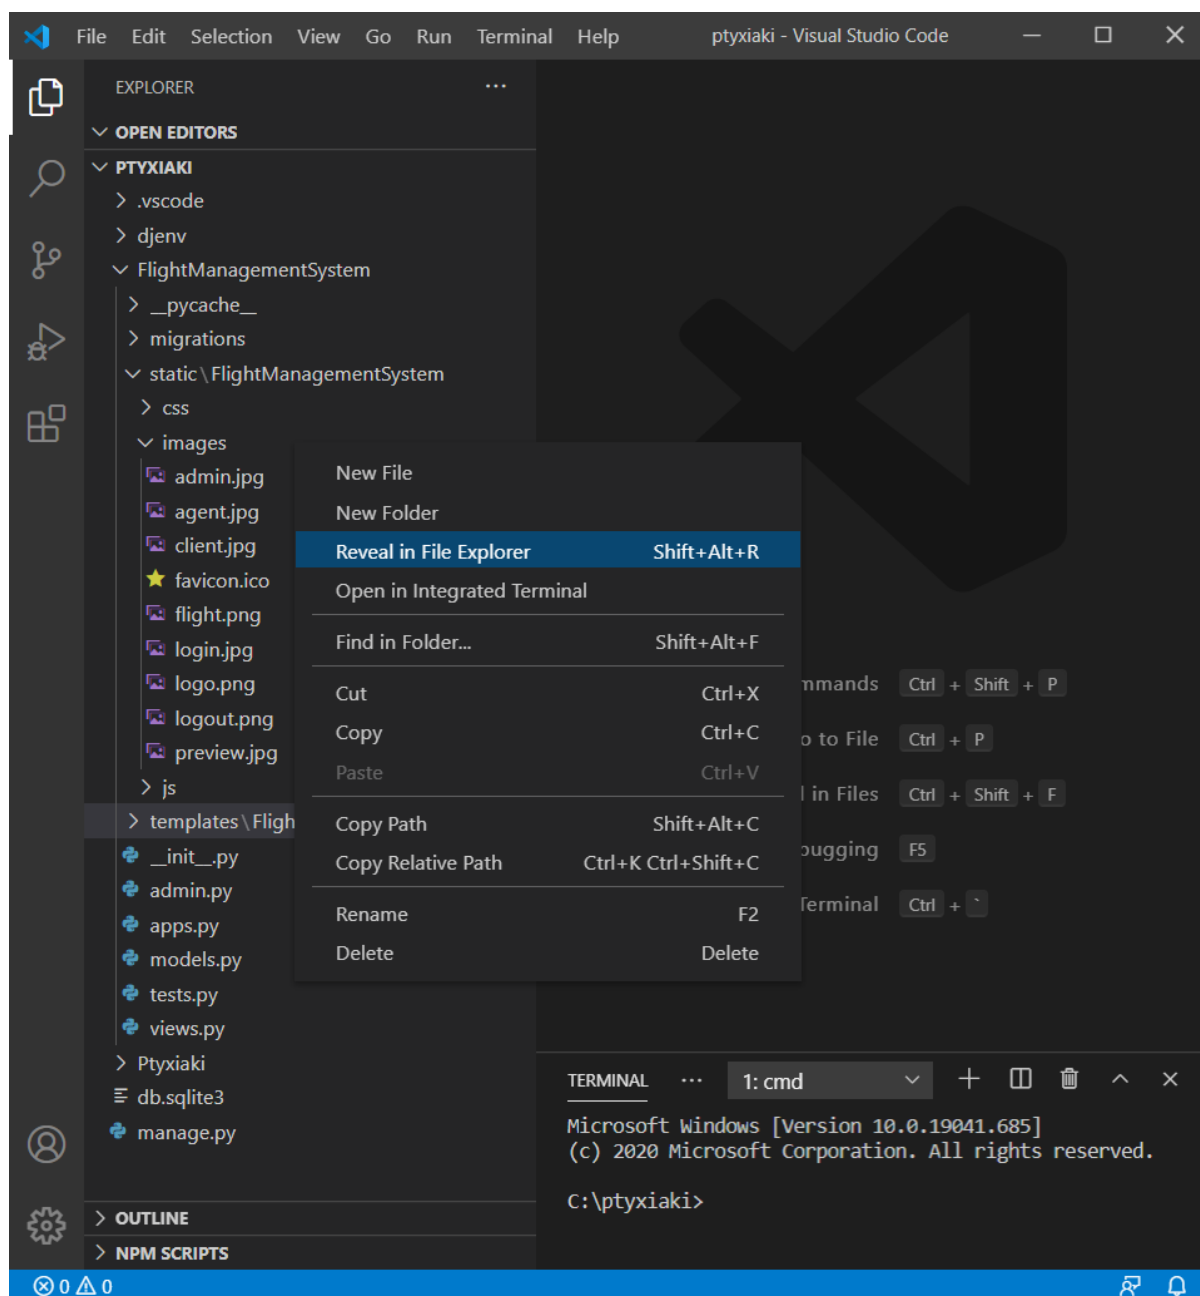 File Edit Selection View Go Run Terminal Help ptyxiaki - Visual Studio Code
EXPLORER
OPEN EDITORS
PTYXIAKI
.vscode
djenv
FlightManagementSystem
__pycache__
migrations
static\FlightManagementSystem
css
images
admin.jpg
agent.jpg
client.jpg
favicon.ico
flight.png
login.jpg
logo.png
logout.png
preview.jpg
js
templates\Fligh
__init__.py
admin.py
apps.py
models.py
tests.py
views.py
Ptyxiaki
db.sqlite3
manage.py
OUTLINE
NPM SCRIPTS
New File
New Folder
Reveal in File Explorer Shift+Alt+R
Open in Integrated Terminal
Find in Folder... Shift+Alt+F
Cut Ctrl+X
Copy Ctrl+C
Paste Ctrl+V
Copy Path Shift+Alt+C
Copy Relative Path Ctrl+K Ctrl+Shift+C
Rename F2
Delete Delete
mmands Ctrl + Shift + P
o to File Ctrl + P
in Files Ctrl + Shift + F
bugging F5
Terminal Ctrl + `
TERMINAL ··· 1: cmd
Microsoft Windows [Version 10.0.19041.685]
(c) 2020 Microsoft Corporation. All rights reserved.
C:\ptyxiaki>
0 0